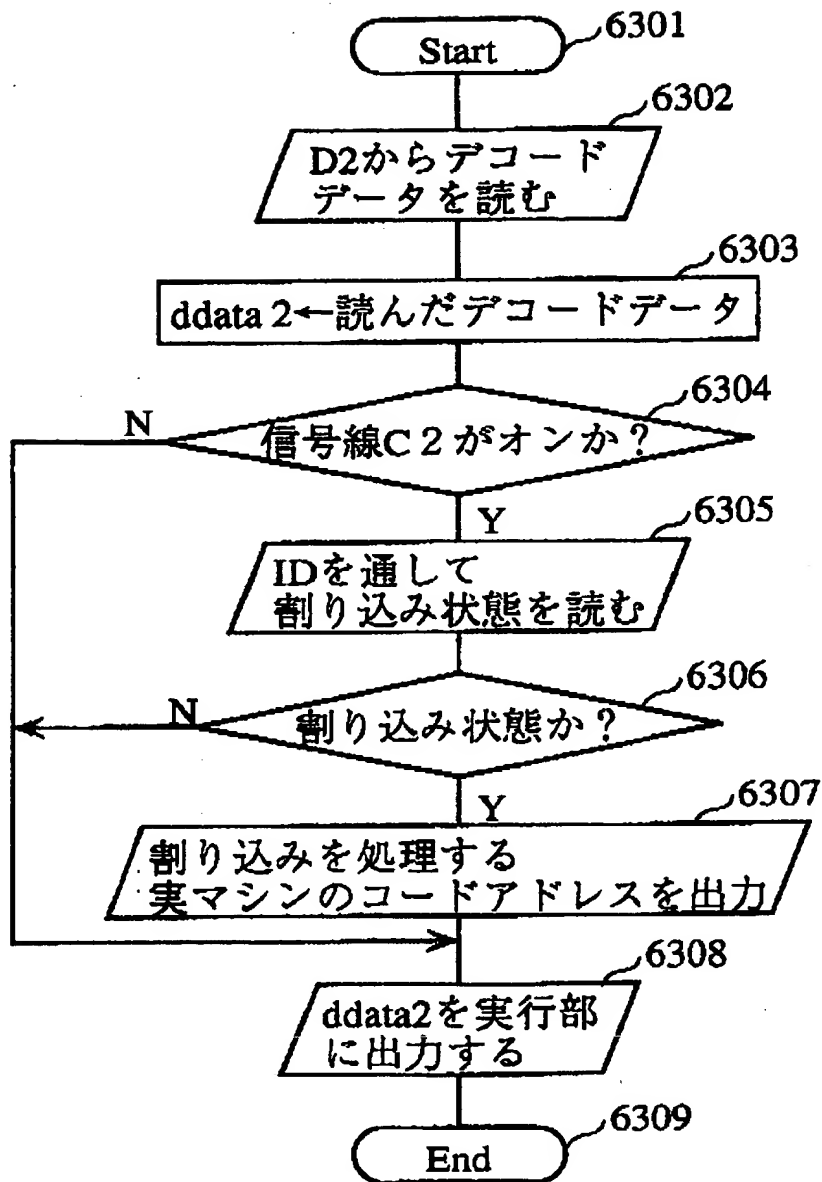 Start
6301
6302
D2からデコード
データを読む
6303
ddata 2←読んだデコードデータ
6304
N
信号線C 2がオンか?
Y
6305
IDを通して
割り込み状態を読む
6306
N
割り込み状態か?
Y
6307
割り込みを処理する
実マシンのコードアドレスを出力
6308
ddata2を実行部
に出力する
6309
End